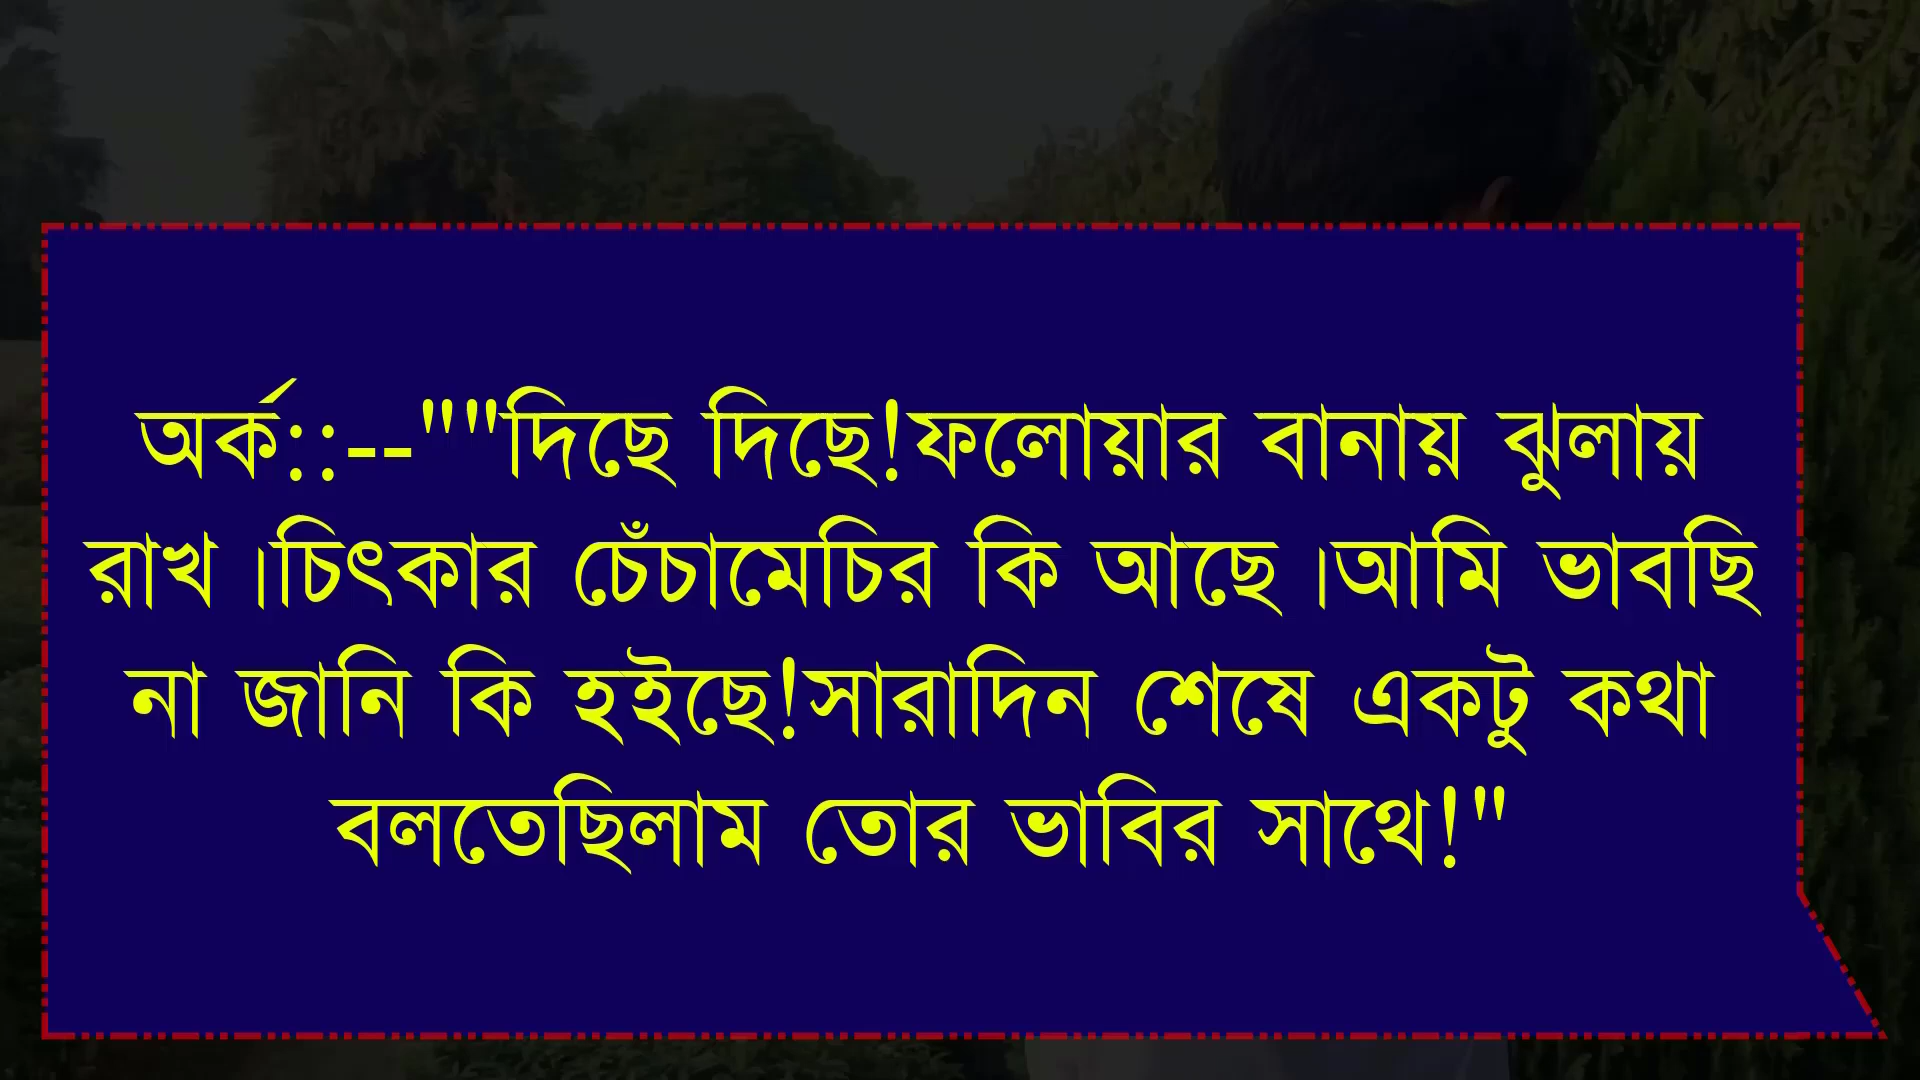 অর্ক::--""দিছে দিছে!ফলোয়ার বানায় ঝুলায়
রাখ।চিৎকার চেঁচামেচির কি আছে।আমি ভাবছি
না জানি কি হইছে!সারাদিন শেষে একটু কথা
বলতেছিলাম তোর ভাবির সাথে!"